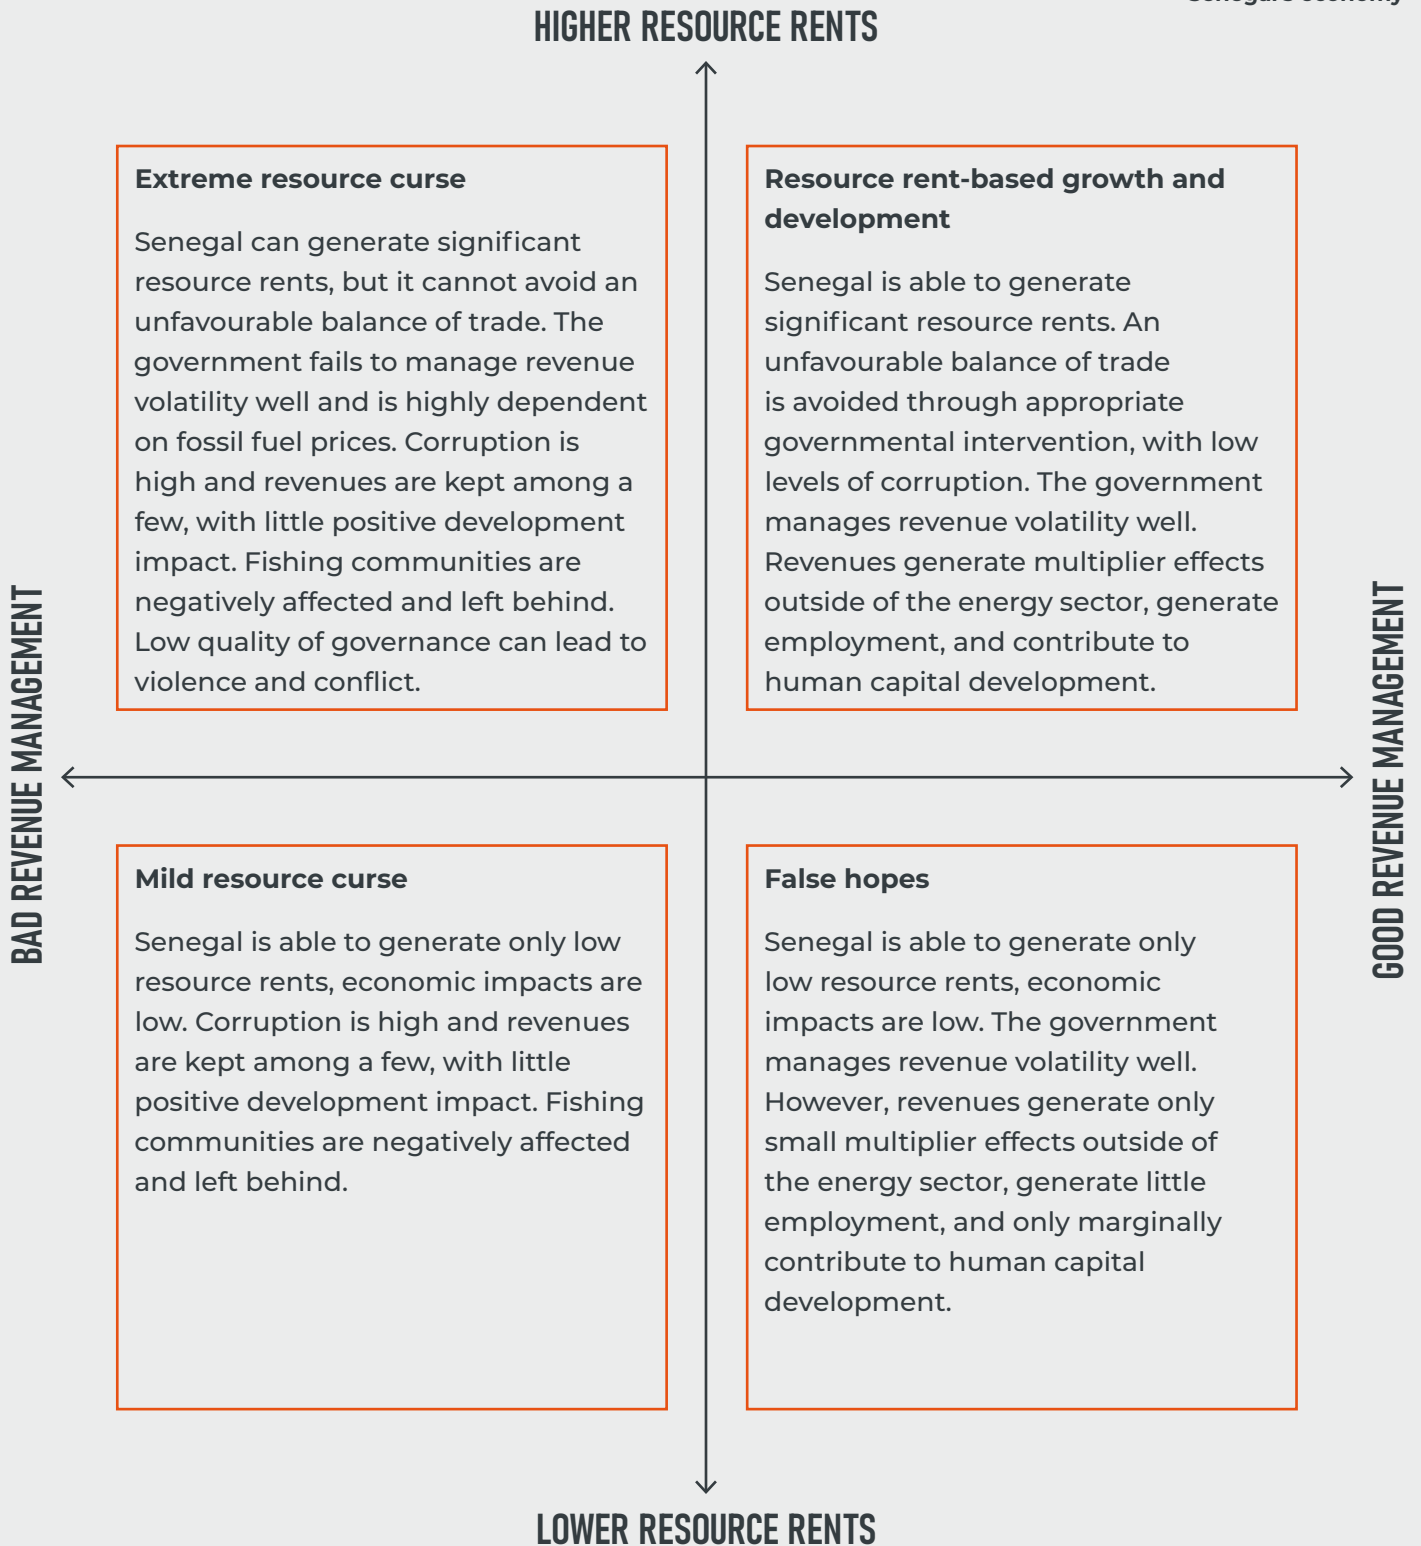 HIGHER RESOURCE RENTS
Extreme resource curse
Senegal can generate significant
resource rents, but it cannot avoid an
unfavourable balance of trade. The
government fails to manage revenue
volatility well and is highly dependent
on fossil fuel prices. Corruption is
high and revenues are kept among a
few, with little positive development
impact. Fishing communities are
negatively affected and left behind.
Low quality of governance can lead to
violence and conflict.
Resource rent-based growth and
development
Senegal is able to generate
significant resource rents. An
unfavourable balance of trade
is avoided through appropriate
governmental intervention, with low
levels of corruption. The government
manages revenue volatility well.
Revenues generate multiplier effects
outside of the energy sector, generate
employment, and contribute to
human capital development.
BAD REVENUE MANAGEMENT
GOOD REVENUE MANAGEMENT
Mild resource curse
Senegal is able to generate only low
resource rents, economic impacts are
low. Corruption is high and revenues
are kept among a few, with little
positive development impact. Fishing
communities are negatively affected
and left behind.
False hopes
Senegal is able to generate only
low resource rents, economic
impacts are low. The government
manages revenue volatility well.
However, revenues generate only
small multiplier effects outside of
the energy sector, generate little
employment, and only marginally
contribute to human capital
development.
LOWER RESOURCE RENTS